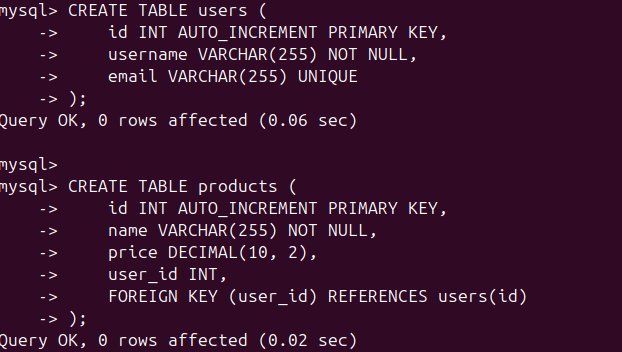 mysql> CREATE TABLE users (
    ->     id INT AUTO_INCREMENT PRIMARY KEY,
    ->     username VARCHAR(255) NOT NULL,
    ->     email VARCHAR(255) UNIQUE
    -> );
Query OK, 0 rows affected (0.06 sec)

mysql>
mysql> CREATE TABLE products (
    ->     id INT AUTO_INCREMENT PRIMARY KEY,
    ->     name VARCHAR(255) NOT NULL,
    ->     price DECIMAL(10, 2),
    ->     user_id INT,
    ->     FOREIGN KEY (user_id) REFERENCES users(id)
    -> );
Query OK, 0 rows affected (0.02 sec)